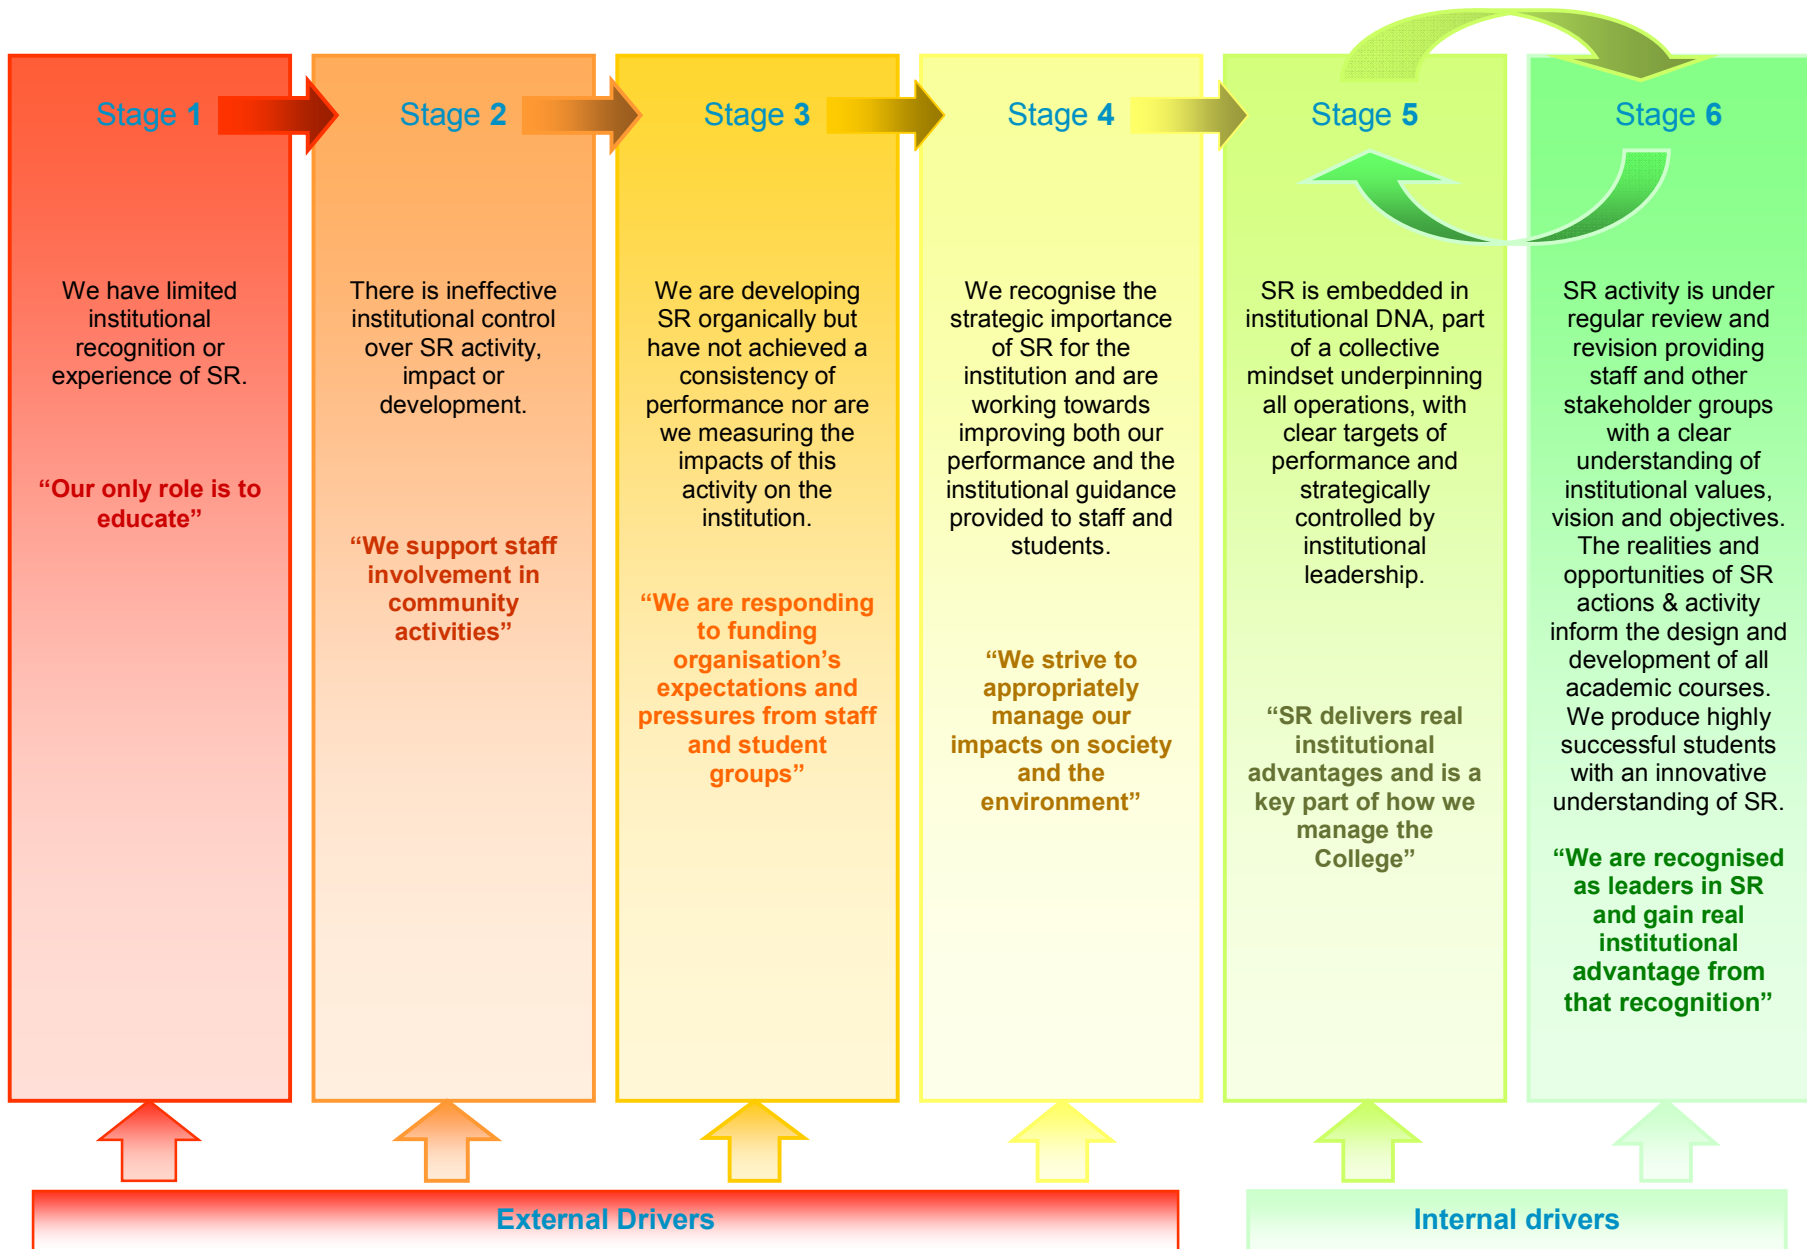 Stage 1
We have limited
institutional
recognition or
experience of SR.
“Our only role is to
educate”
Stage 2
There is ineffective
institutional control
over SR activity,
impact or
development.
“We support staff
involvement in
community
activities”
Stage 3
We are developing
SR organically but
have not achieved a
consistency of
performance nor are
we measuring the
impacts of this
activity on the
institution.
“We are responding
to funding
organisation’s
expectations and
pressures from staff
and student
groups”
Stage 4
We recognise the
strategic importance
of SR for the
institution and are
working towards
improving both our
performance and the
institutional guidance
provided to staff and
students.
“We strive to
appropriately
manage our
impacts on society
and the
environment”
Stage 5
SR is embedded in
institutional DNA, part
of a collective
mindset underpinning
all operations, with
clear targets of
performance and
strategically
controlled by
institutional
leadership.
“SR delivers real
institutional
advantages and is a
key part of how we
manage the
College”
Stage 6
SR activity is under
regular review and
revision providing
staff and other
stakeholder groups
with a clear
understanding of
institutional values,
vision and objectives.
The realities and
opportunities of SR
actions & activity
inform the design and
development of all
academic courses.
We produce highly
successful students
with an innovative
understanding of SR.
“We are recognised
as leaders in SR
and gain real
institutional
advantage from
that recognition”
External Drivers
Internal drivers